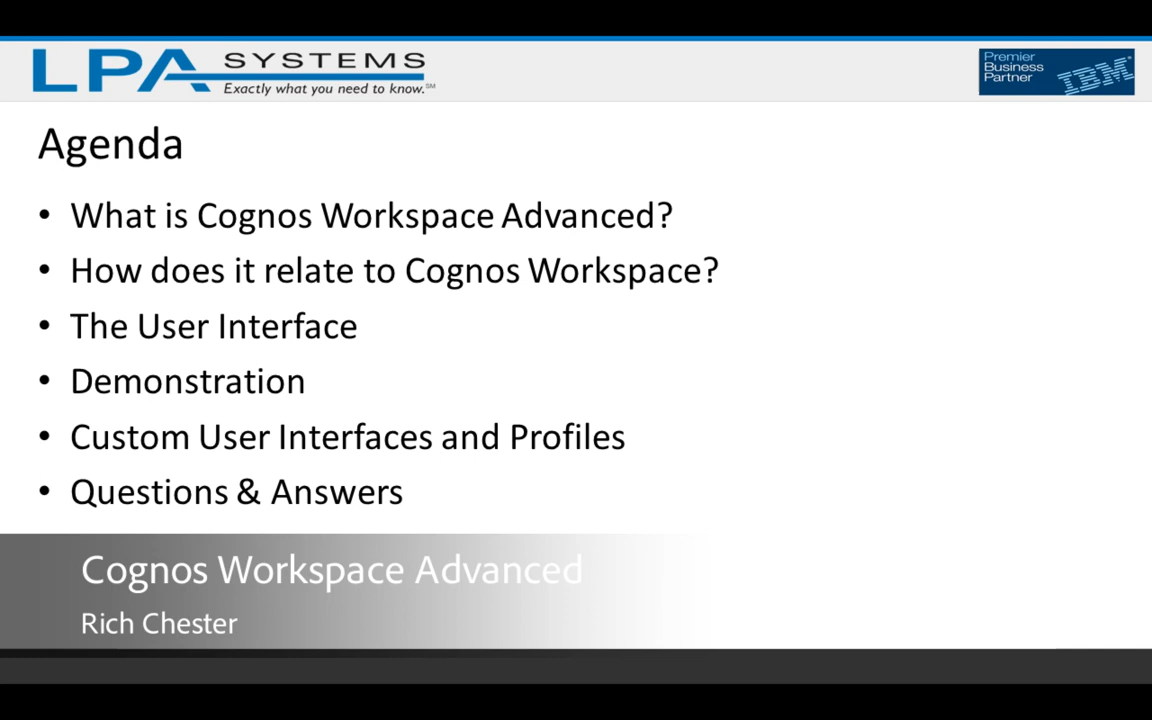 LPA SYSTEMS
Exactly what you need to know.℠
Premier
Business
Partner
IBM®
Agenda
• What is Cognos Workspace Advanced?
• How does it relate to Cognos Workspace?
• The User Interface
• Demonstration
• Custom User Interfaces and Profiles
• Questions & Answers
Cognos Workspace Advanced
Rich Chester